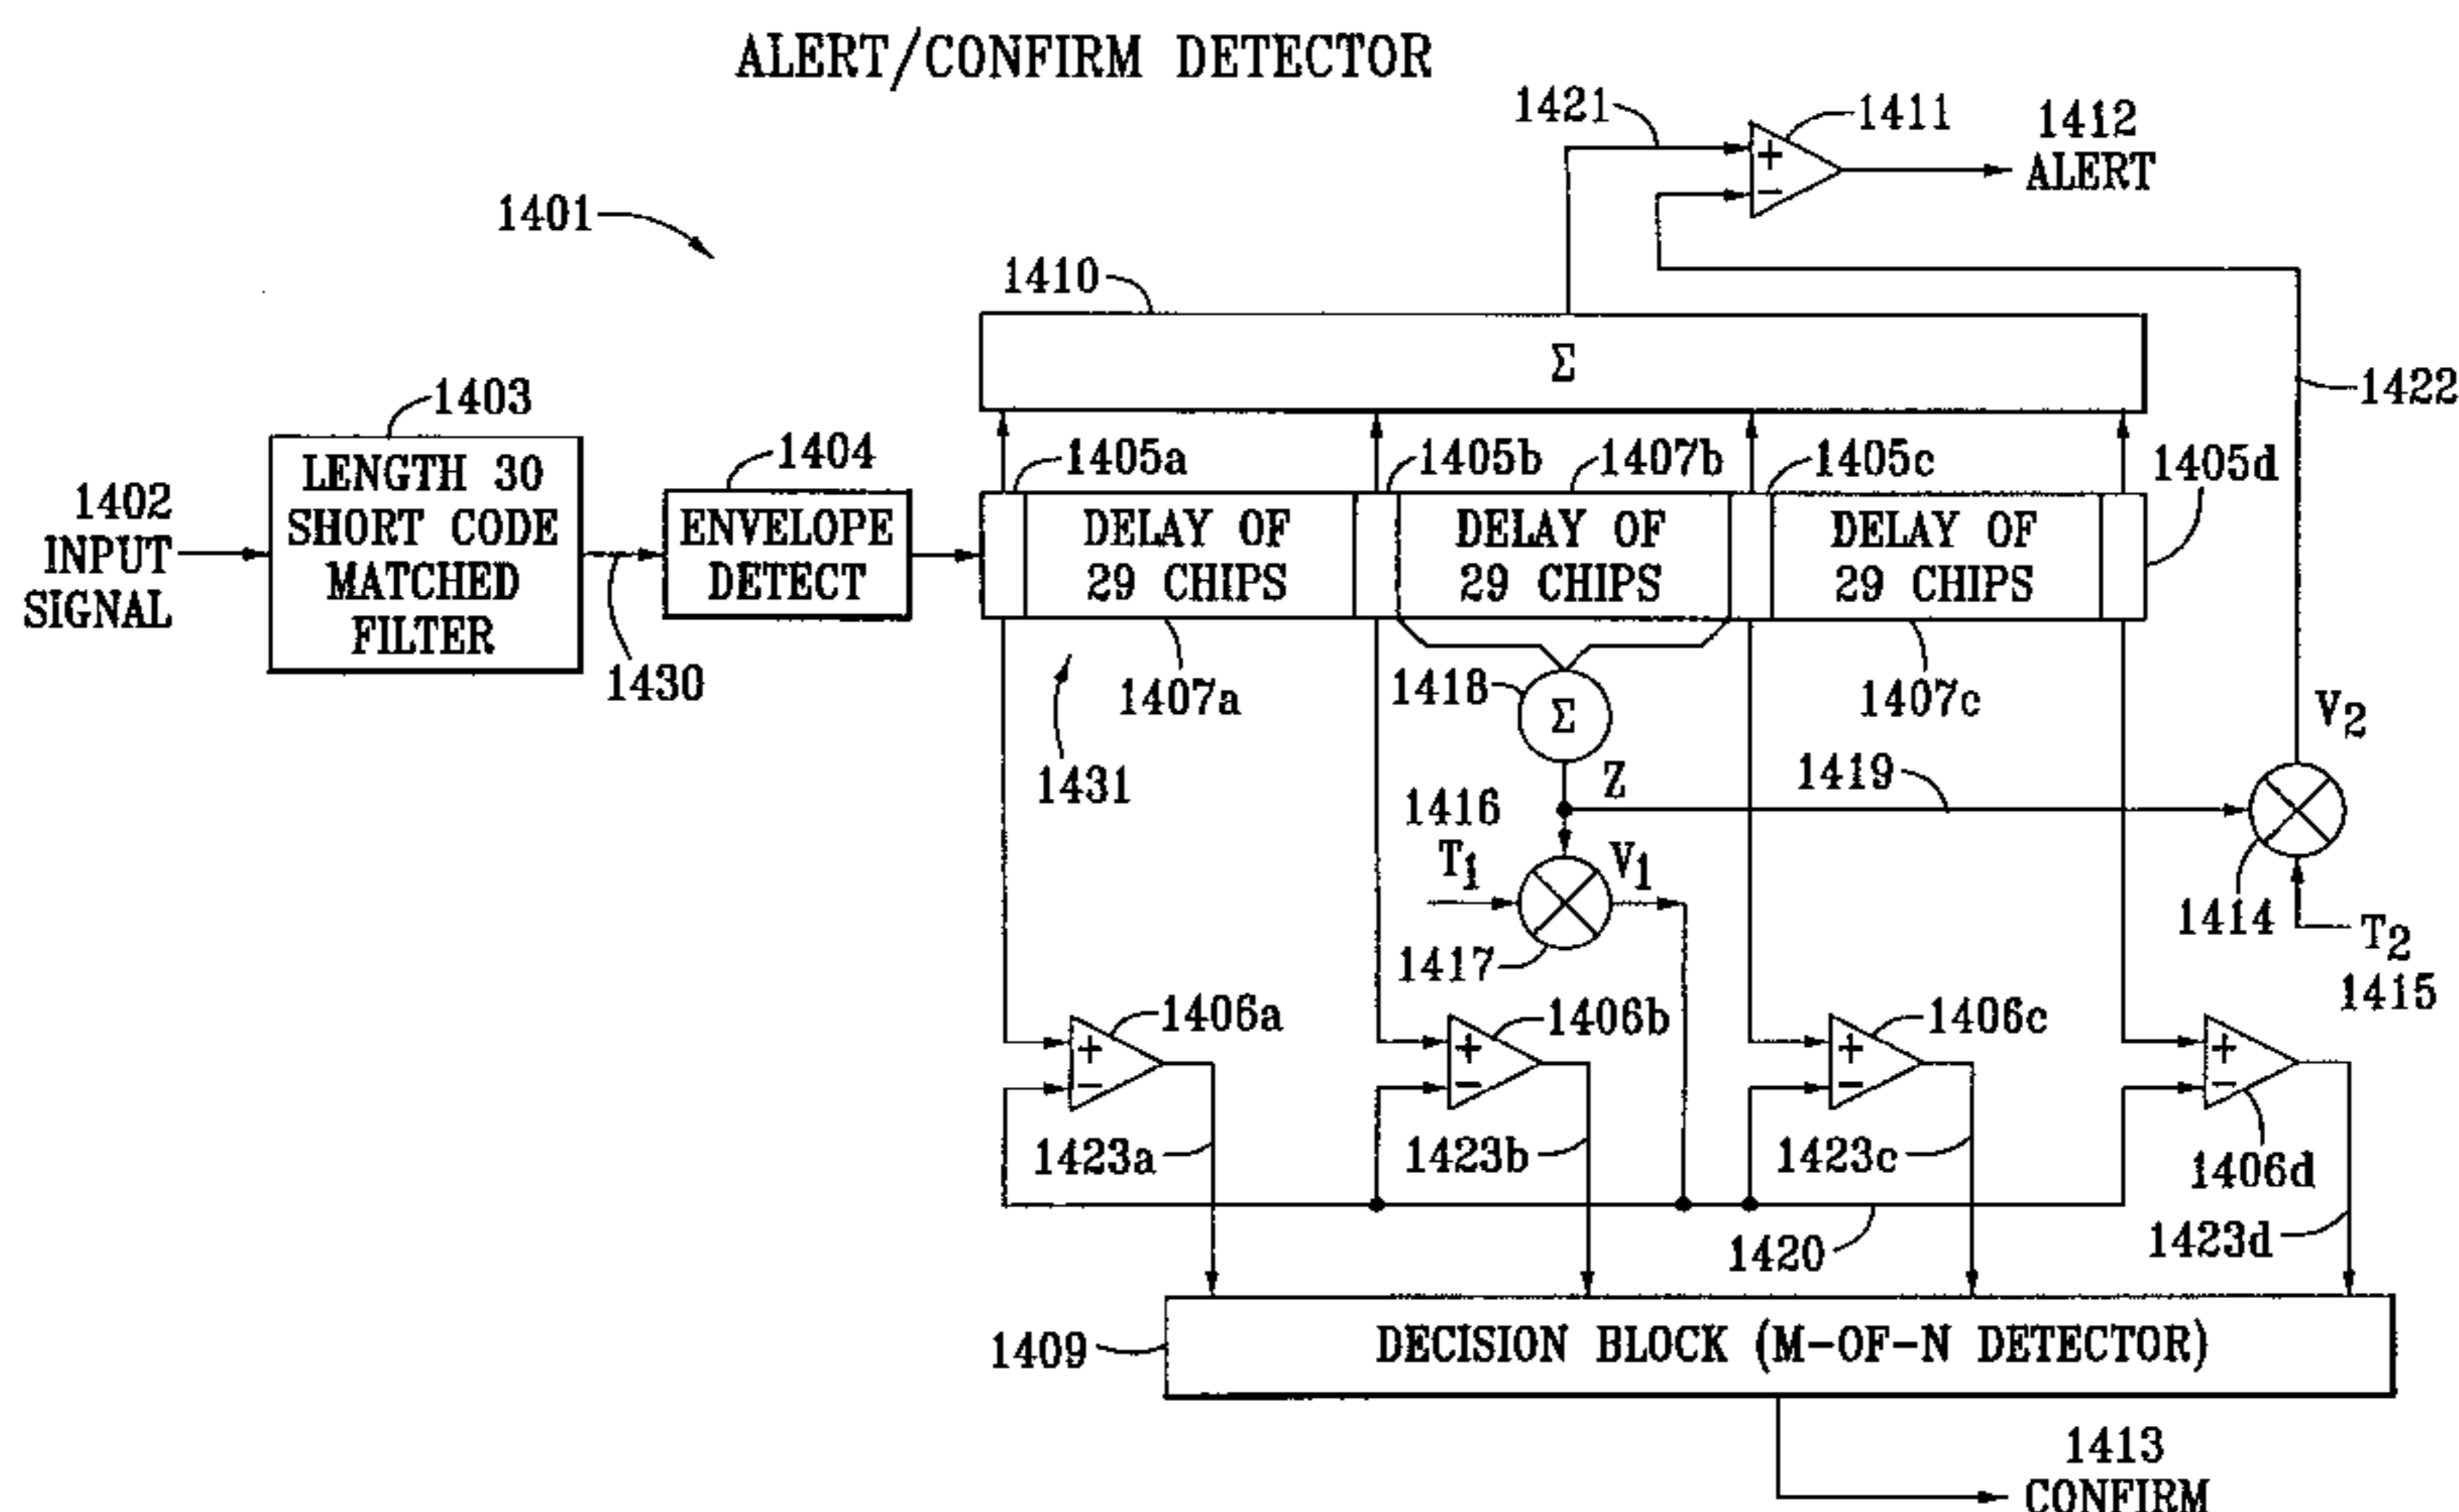 ALERT/CONFIRM DETECTOR
1421
1411
1412
ALERT
1401
+
−
1410
Σ
1422
1403
LENGTH 30
SHORT CODE
MATCHED
FILTER
1402
INPUT
SIGNAL
1430
1404
ENVELOPE
DETECT
1405a
1405b
1407b
1405c
1405d
DELAY OF
29 CHIPS
DELAY OF
29 CHIPS
DELAY OF
29 CHIPS
1431
1407a
1418
Σ
1407c
Z
1419
V2
1416
T1
V1
1417
1414
T2
1415
1406a
+
−
1406b
+
−
1406c
+
−
1406d
+
−
1423a
1423b
1423c
1423d
1420
1409
DECISION BLOCK (M-OF-N DETECTOR)
1413
CONFIRM